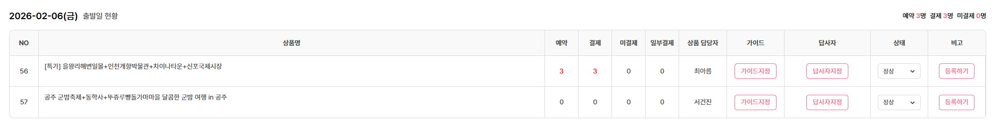 2026-02-06(금) 출발일 현황
예약 3명 결제 3명 미결제 0명
NO 상품명 예약 결제 미결제 일부결제 상품 담당자 가이드 답사자 상태 비고
56 [특가] 을왕리해변일몰+인천개항박물관+차이나타운+신포국제시장 3 3 0 0 최아름 가이드지정 답사자지정 정상 등록하기
57 공주 군밤축제+동학사+뚜쥬루빵돌가마마을 달콤한 군밤 여행 in 공주 0 0 0 0 서건진 가이드지정 답사자지정 정상 등록하기